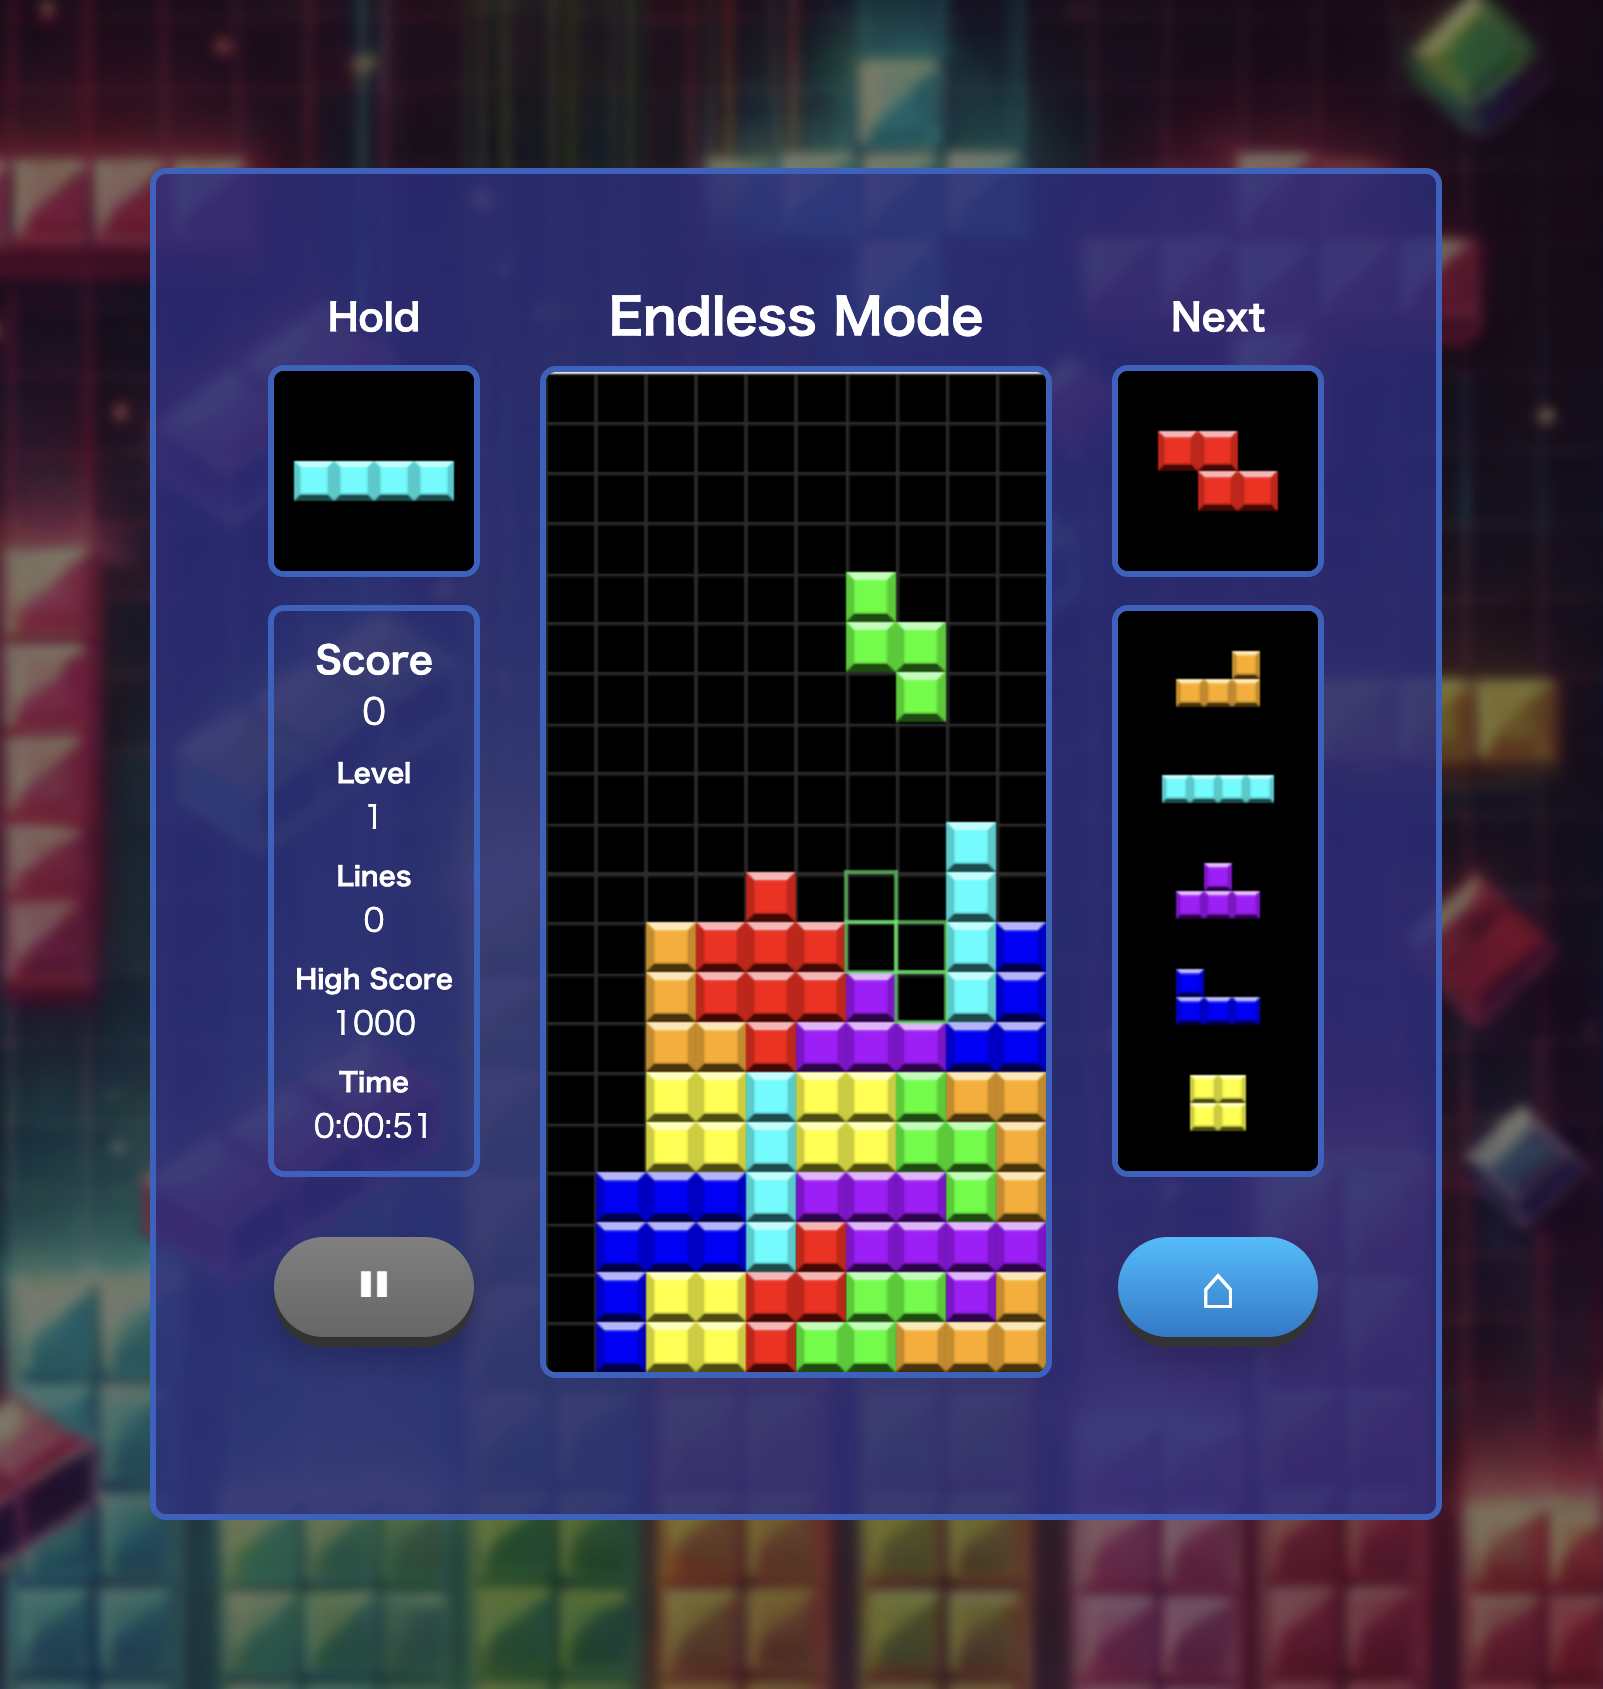 Hold
Endless Mode
Next
Score
0
Level
1
Lines
0
High Score
1000
Time
0:00:51